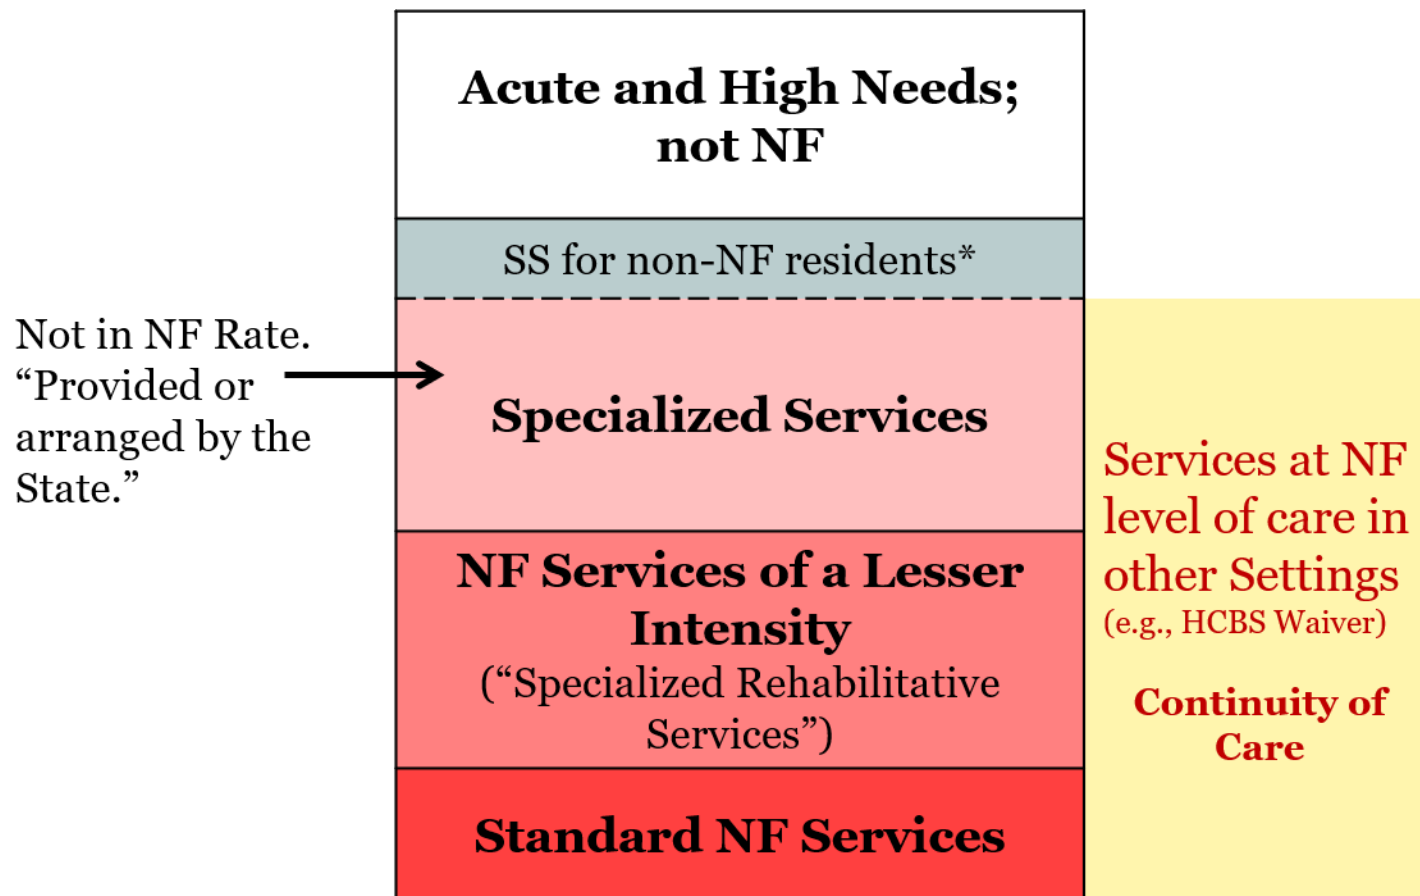 Acute and High Needs;
not NF
SS for non-NF residents*
Not in NF Rate.
“Provided or
arranged by the
State.”
Specialized Services
NF Services of a Lesser
Intensity
(“Specialized Rehabilitative
Services”)
Standard NF Services
Services at NF
level of care in
other Settings
(e.g., HCBS Waiver)
Continuity of
Care